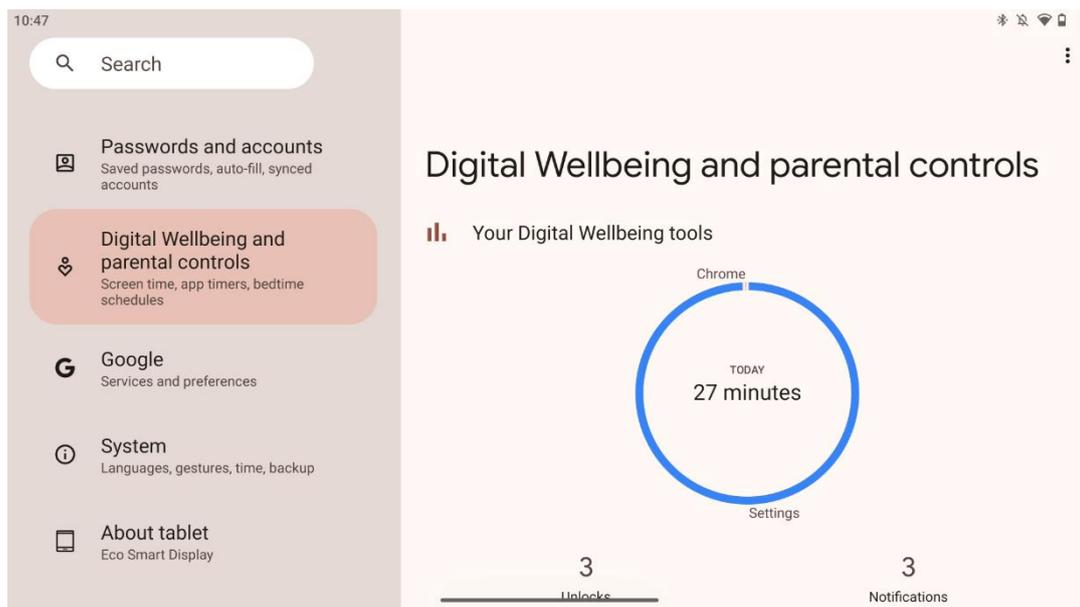 10:47
Search
Passwords and accounts
Saved passwords, auto-fill, synced
accounts
Digital Wellbeing and
parental controls
Screen time, app timers, bedtime
schedules
Google
Services and preferences
System
Languages, gestures, time, backup
About tablet
Eco Smart Display
Digital Wellbeing and parental controls
Your Digital Wellbeing tools
Chrome
TODAY
27 minutes
Settings
3
Unlocks
3
Notifications